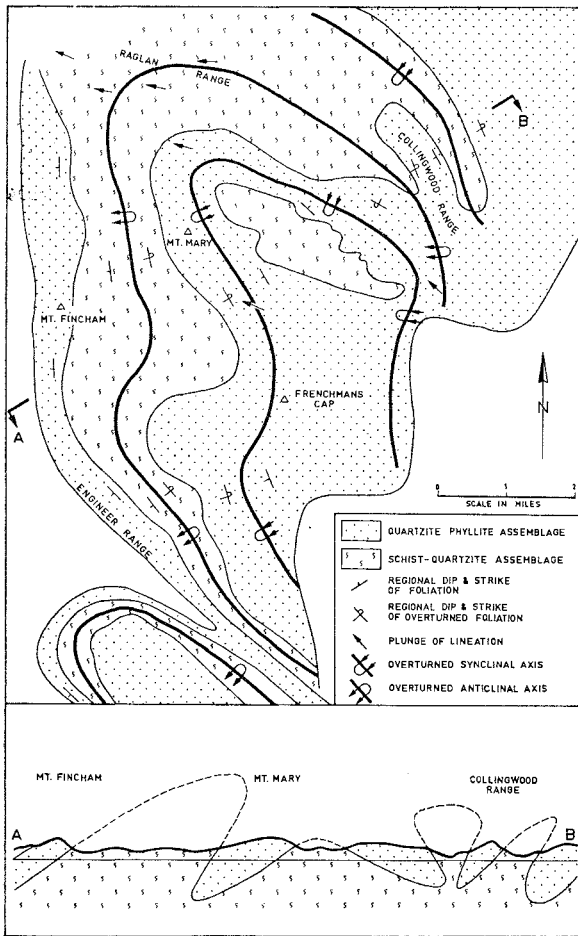 RAGLAN
RANGE
B
COLLINGWOOD
RANGE
MT. MARY
MT. FINCHAM
FRENCHMANS
CAP
N
A
ENGINEER RANGE
0 1 2
SCALE IN MILES
QUARTZITE PHYLLITE ASSEMBLAGE
SCHIST-QUARTZITE ASSEMBLAGE
REGIONAL DIP & STRIKE
OF FOLIATION
REGIONAL DIP & STRIKE
OF OVERTURNED FOLIATION
PLUNGE OF LINEATION
OVERTURNED SYNCLINAL AXIS
OVERTURNED ANTICLINAL AXIS
MT. FINCHAM
MT. MARY
COLLINGWOOD
RANGE
A
B